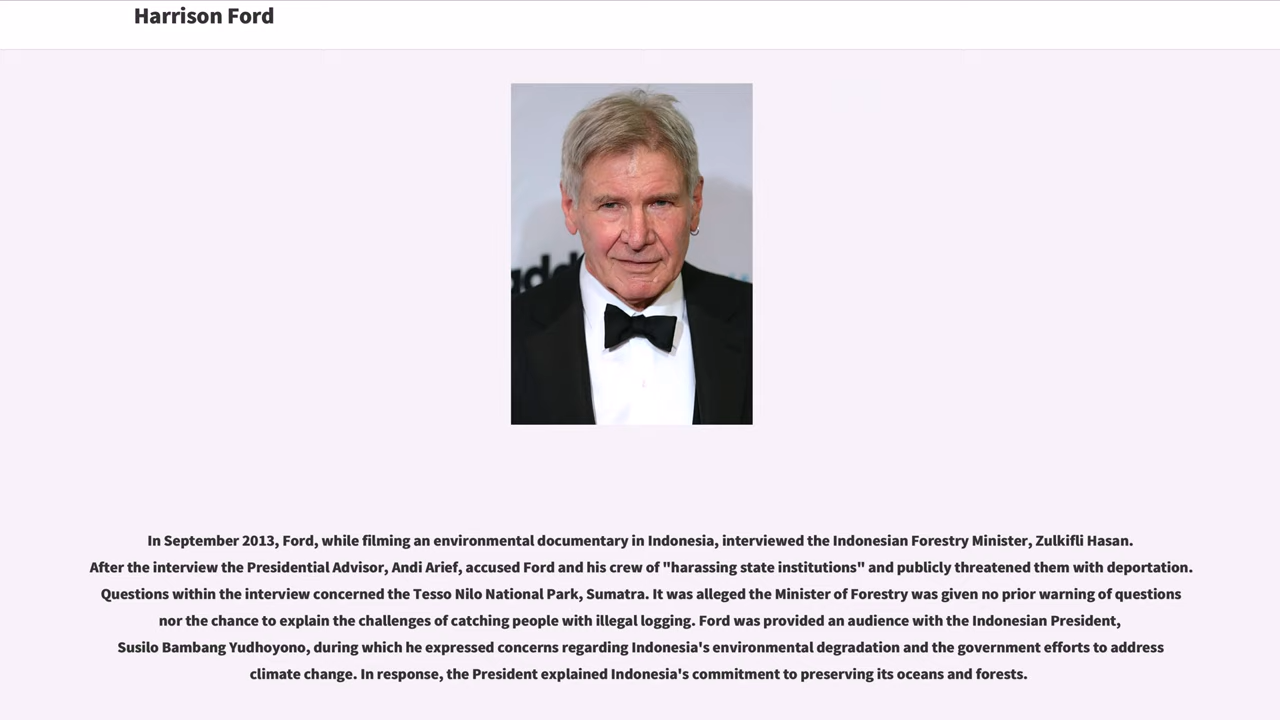 Harrison Ford
add
In September 2013, Ford, while filming an environmental documentary in Indonesia, interviewed the Indonesian Forestry Minister, Zulkifli Hasan.
After the interview the Presidential Advisor, Andi Arief, accused Ford and his crew of "harassing state institutions" and publicly threatened them with deportation.
Questions within the interview concerned the Tesso Nilo National Park, Sumatra. It was alleged the Minister of Forestry was given no prior warning of questions
nor the chance to explain the challenges of catching people with illegal logging. Ford was provided an audience with the Indonesian President,
Susilo Bambang Yudhoyono, during which he expressed concerns regarding Indonesia's environmental degradation and the government efforts to address
climate change. In response, the President explained Indonesia's commitment to preserving its oceans and forests.